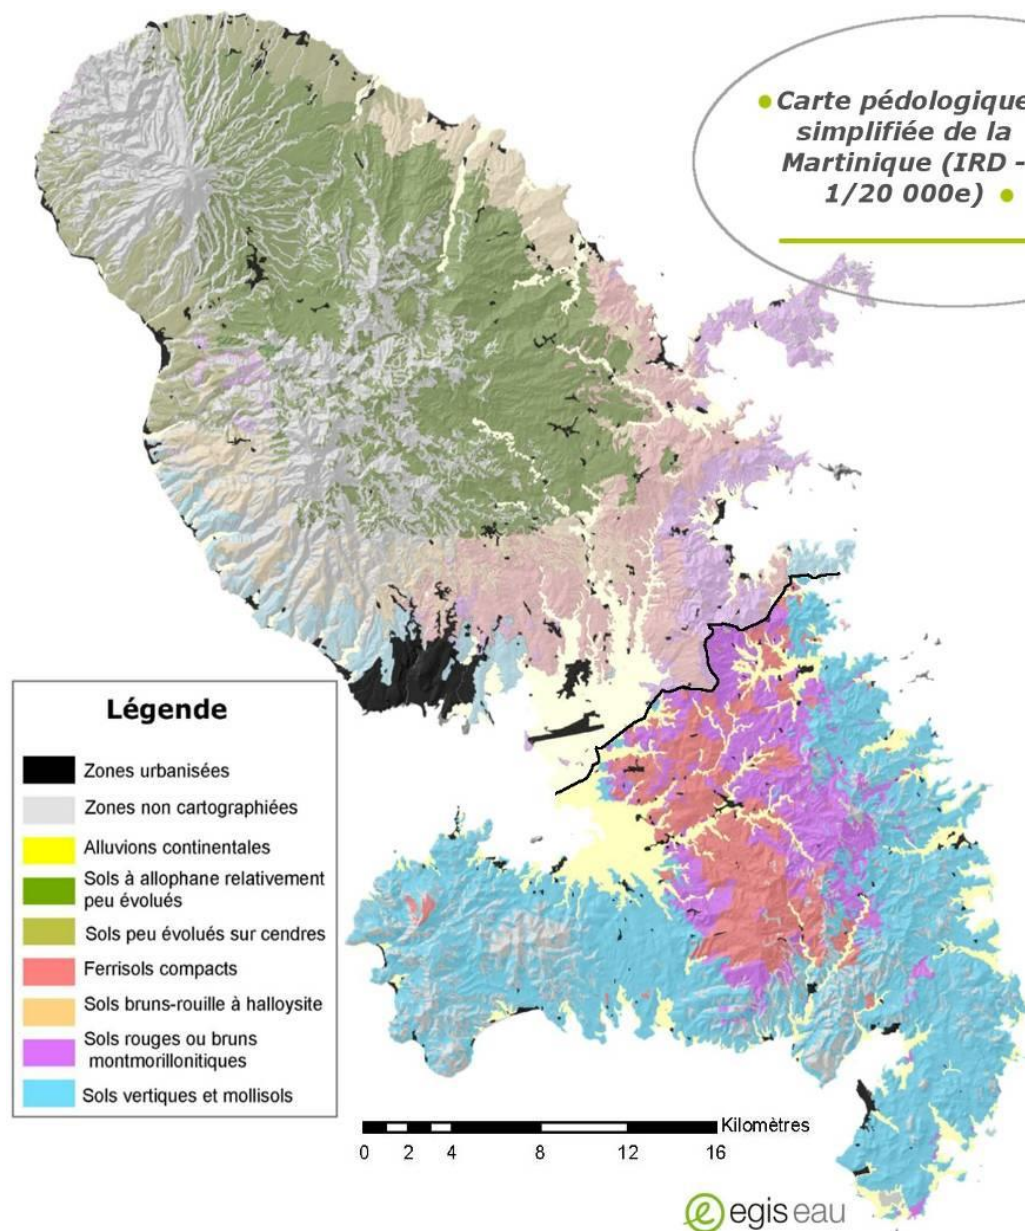 Carte pédologique
simplifiée de la
Martinique (IRD -
1/20 000e)
Légende
Zones urbanisées
Zones non cartographiées
Alluvions continentales
Sols à allophane relativement
peu évolués
Sols peu évolués sur cendres
Ferrisols compacts
Sols bruns-rouille à halloysite
Sols rouges ou bruns
montmorillonitiques
Sols vertiques et mollisols
Kilomètres
0 2 4 8 12 16
egis eau